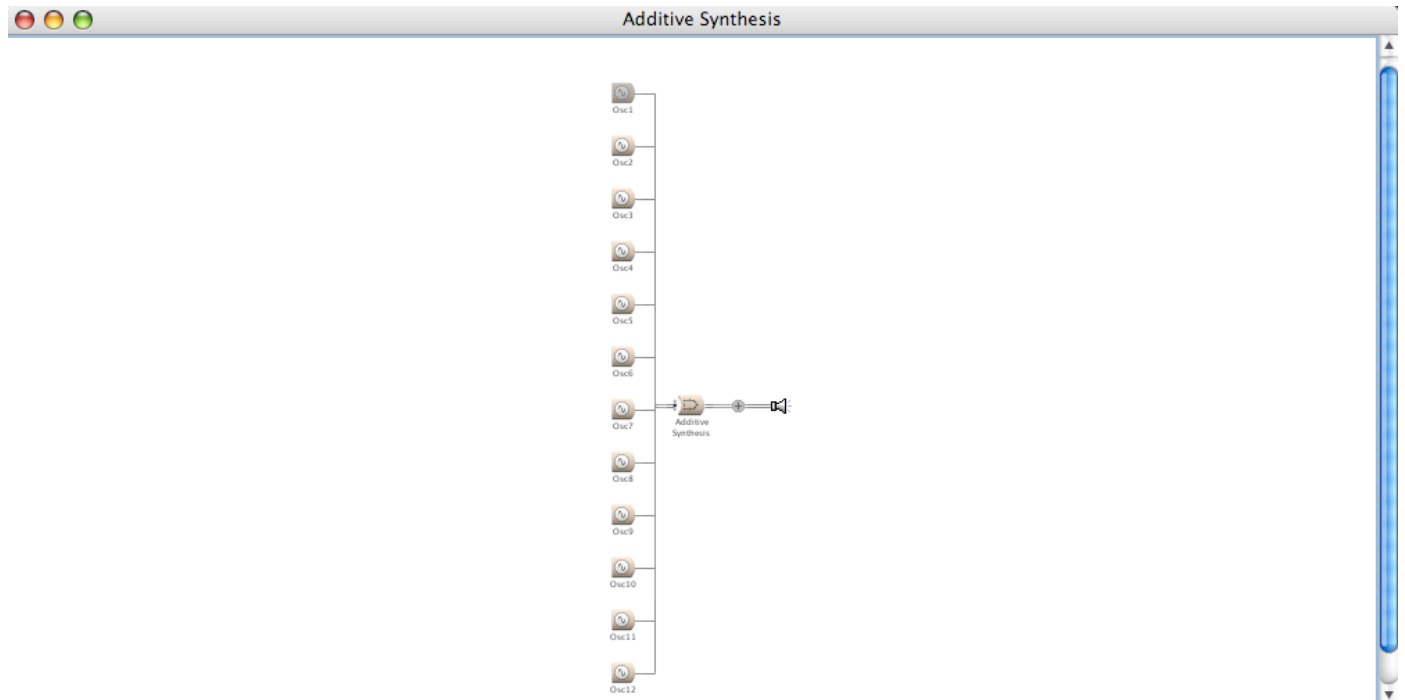 Additive Synthesis
Osc1
Osc2
Osc3
Osc4
Osc5
Osc6
Osc7
Additive
Synthesis
Osc8
Osc9
Osc10
Osc11
Osc12